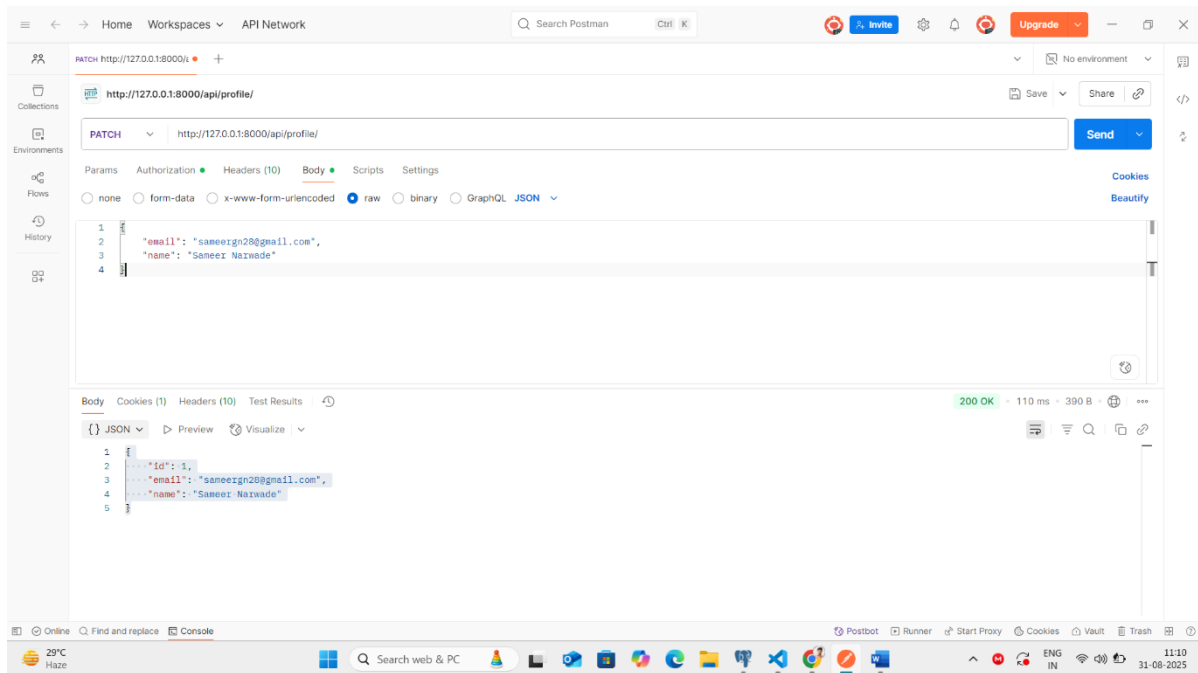 Home Workspaces API Network Search Postman Ctrl K Invite Upgrade
PATCH http://127.0.0.1:8000/a No environment
HTTP http://127.0.0.1:8000/api/profile/ Save Share
Collections
Environments
Flows
History
PATCH http://127.0.0.1:8000/api/profile/ Send
Params Authorization Headers (10) Body Scripts Settings Cookies
none form-data x-www-form-urlencoded raw binary GraphQL JSON Beautify
1 {
2 "email": "sameergn28@gmail.com",
3 "name": "Sameer Narwade"
4 }
Body Cookies (1) Headers (10) Test Results 200 OK 110 ms 390 B
{} JSON Preview Visualize
1 {
2 "id": 1,
3 "email": "sameergn28@gmail.com",
4 "name": "Sameer Narwade"
5 }
Online Find and replace Console Postbot Runner Start Proxy Cookies Vault Trash
29°C
Haze
Search web & PC
ENG
IN
11:10
31-08-2025